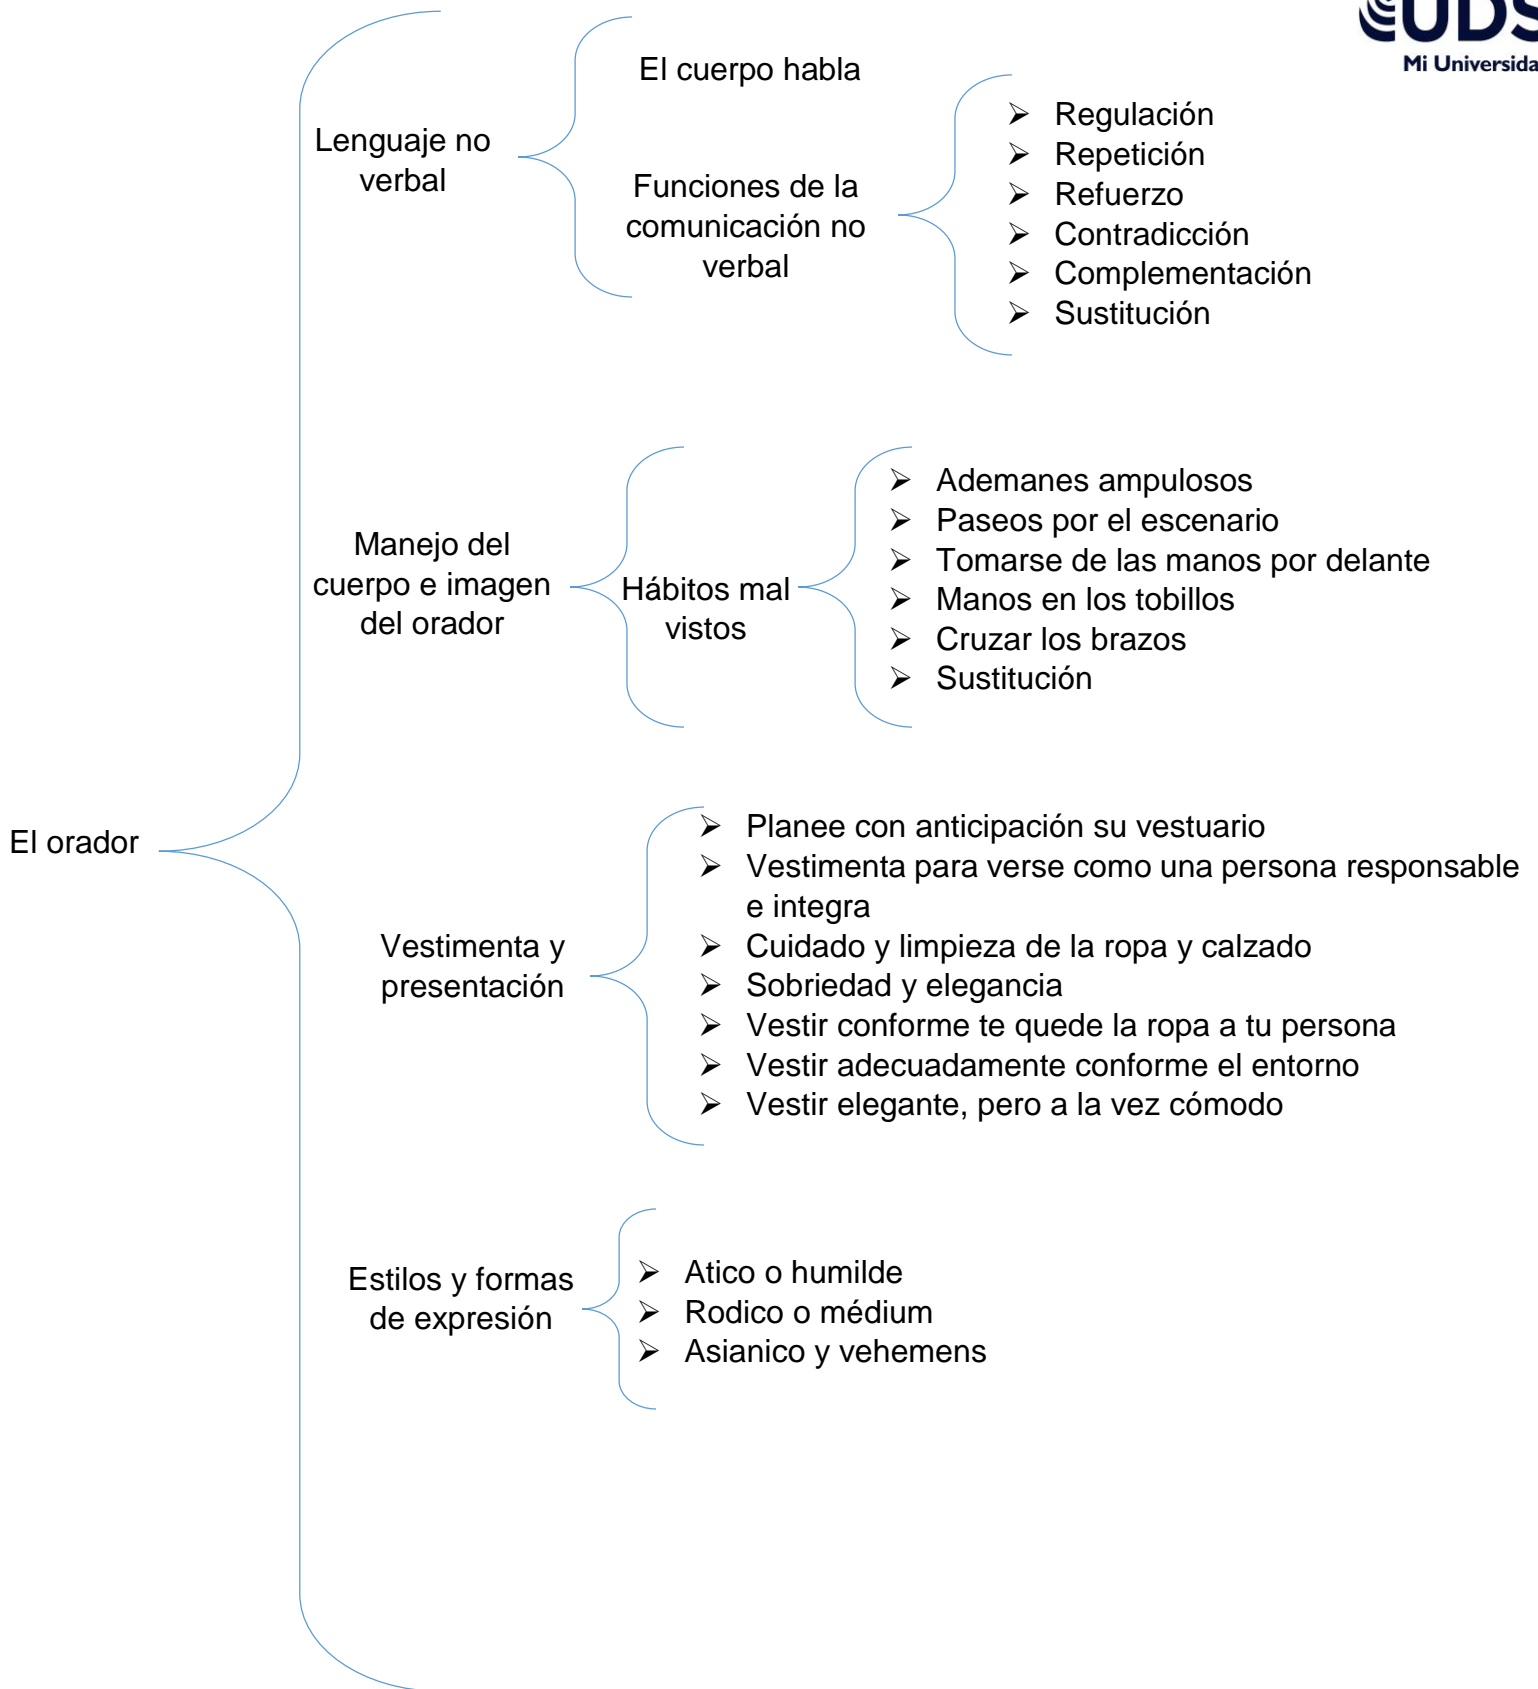 UDS
Mi Universida
El cuerpo habla
Lenguaje no
verbal
Funciones de la
comunicación no
verbal
➢ Regulación
➢ Repetición
➢ Refuerzo
➢ Contradicción
➢ Complementación
➢ Sustitución
Manejo del
cuerpo e imagen
del orador
Hábitos mal
vistos
➢ Ademanes ampulosos
➢ Paseos por el escenario
➢ Tomarse de las manos por delante
➢ Manos en los tobillos
➢ Cruzar los brazos
➢ Sustitución
El orador
Vestimenta y
presentación
➢ Planee con anticipación su vestuario
➢ Vestimenta para verse como una persona responsable
e integra
➢ Cuidado y limpieza de la ropa y calzado
➢ Sobriedad y elegancia
➢ Vestir conforme te quede la ropa a tu persona
➢ Vestir adecuadamente conforme el entorno
➢ Vestir elegante, pero a la vez cómodo
Estilos y formas
de expresión
➢ Atico o humilde
➢ Rodico o médium
➢ Asianico y vehemens